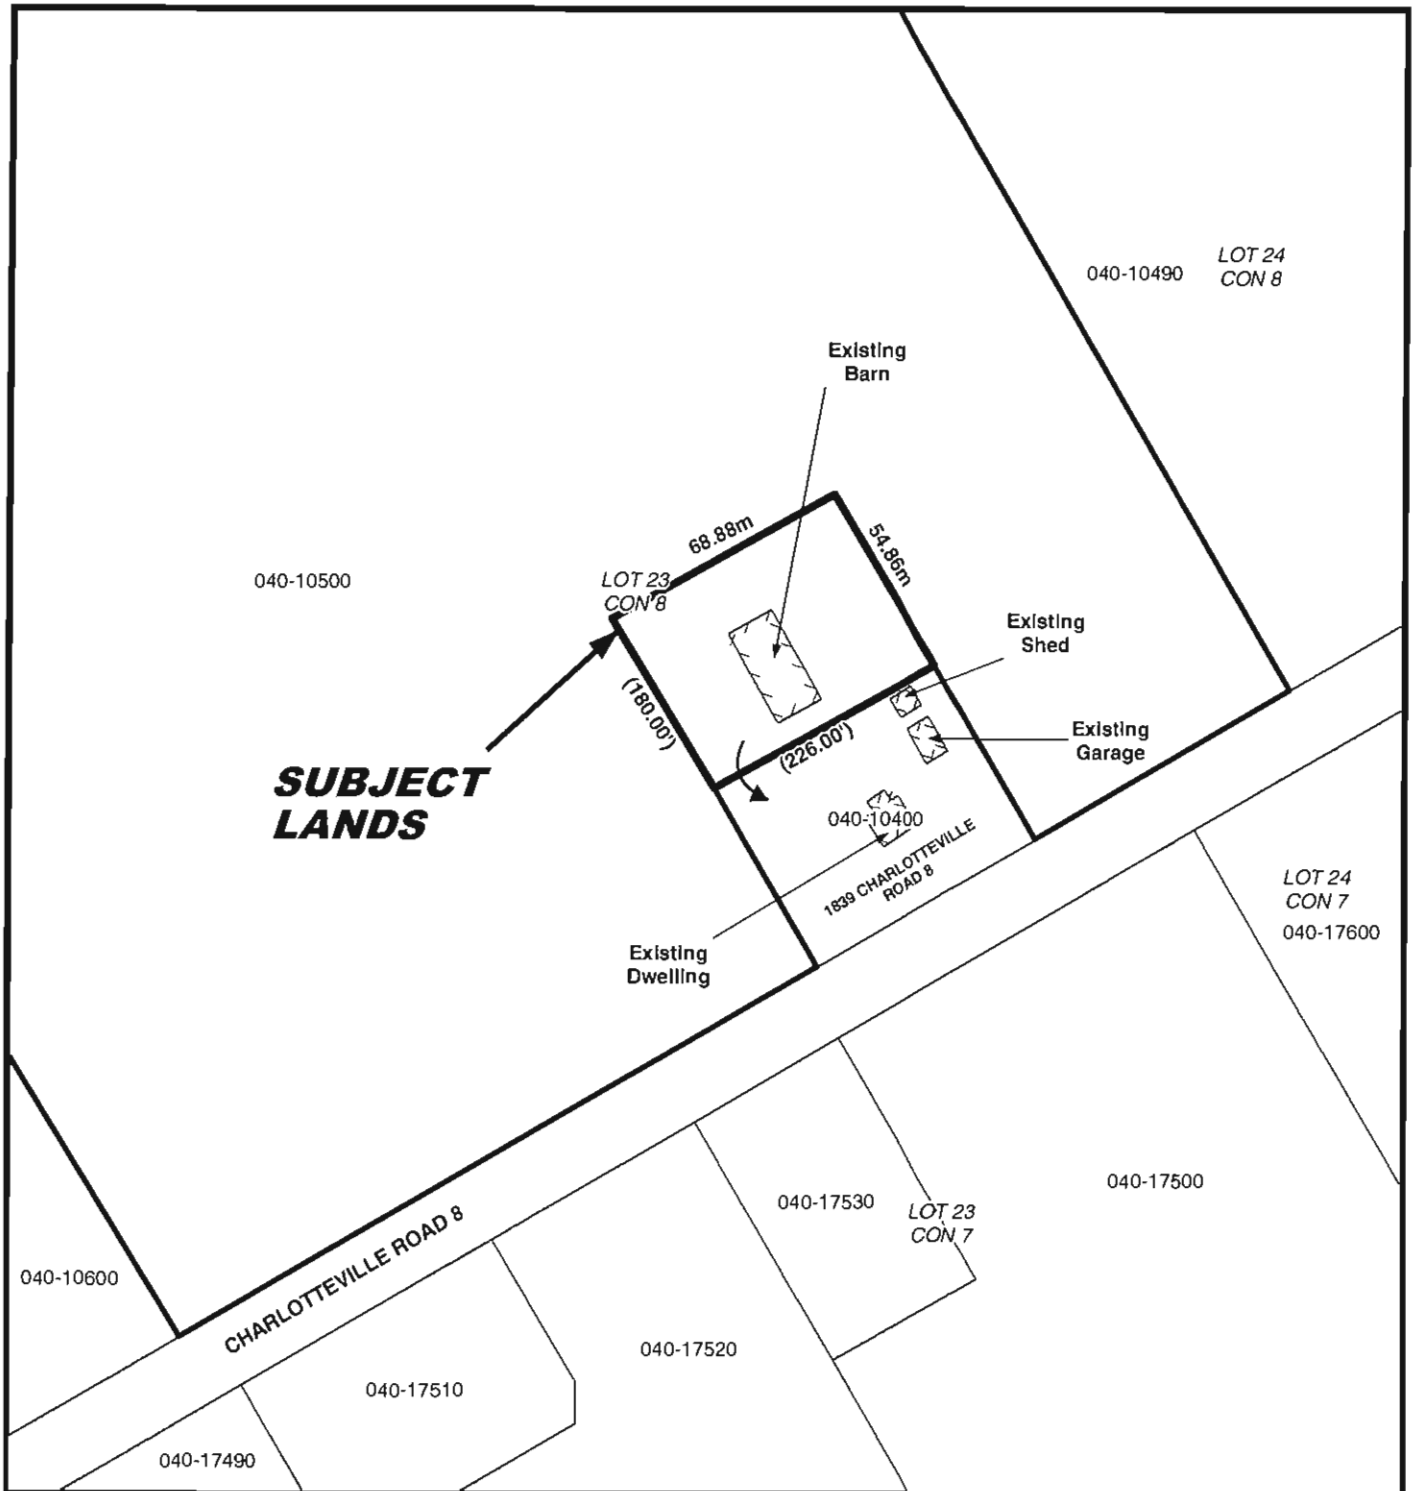 LOT 24
CON 8
040-10490
Existing
Barn
68.88m
54.86m
040-10500
LOT 23
CON 8
Existing
Shed
(180.00')
(226.00')
Existing
Garage
SUBJECT
LANDS
040-10400
1839 CHARLOTTEVILLE
ROAD 8
LOT 24
CON 7
040-17600
Existing
Dwelling
040-17500
040-17530
LOT 23
CON 7
CHARLOTTEVILLE ROAD 8
040-10600
040-17520
040-17510
040-17490